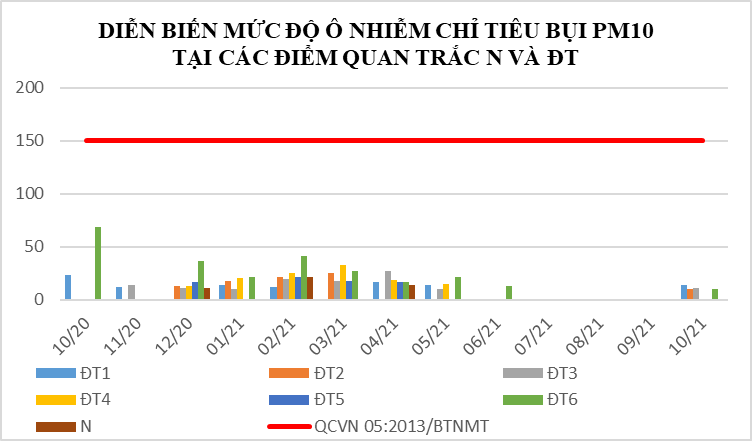 DIỄN BIẾN MỨC ĐỘ Ô NHIỄM CHỈ TIÊU BỤI PM10
TẠI CÁC ĐIỂM QUAN TRẮC N VÀ ĐT
200
150
100
50
0
10/20
11/20
12/20
01/21
02/21
03/21
04/21
05/21
06/21
07/21
08/21
09/21
10/21
ĐT1
ĐT2
ĐT3
ĐT4
ĐT5
ĐT6
N
QCVN 05:2013/BTNMT